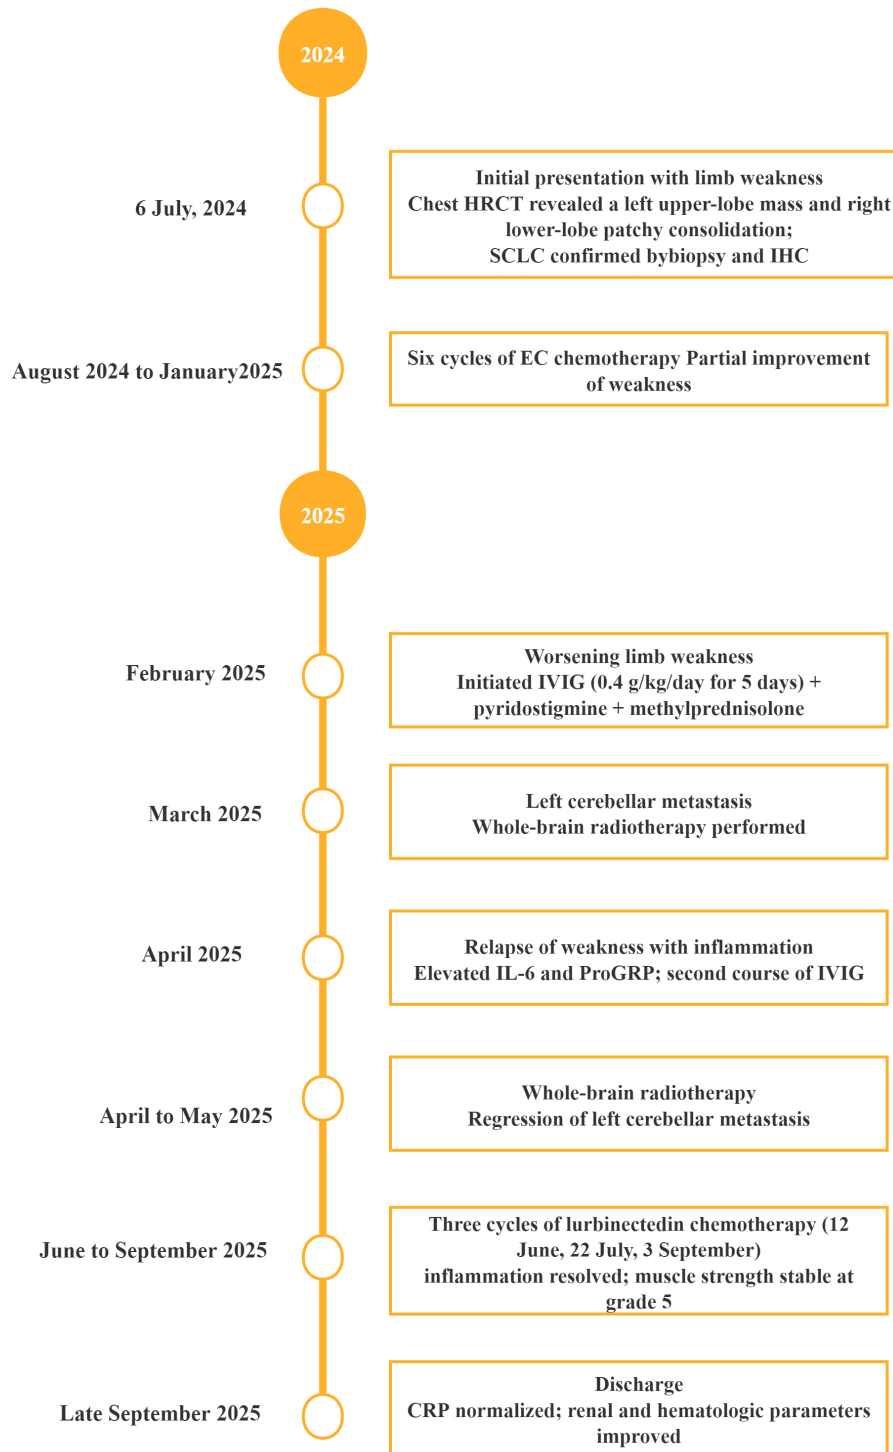 2024
6 July, 2024
Initial presentation with limb weakness
Chest HRCT revealed a left upper-lobe mass and right
lower-lobe patchy consolidation;
SCLC confirmed bybiopsy and IHC
August 2024 to January2025
Six cycles of EC chemotherapy Partial improvement
of weakness
2025
February 2025
Worsening limb weakness
Initiated IVIG (0.4 g/kg/day for 5 days) +
pyridostigmine + methylprednisolone
March 2025
Left cerebellar metastasis
Whole-brain radiotherapy performed
April 2025
Relapse of weakness with inflammation
Elevated IL-6 and ProGRP; second course of IVIG
April to May 2025
Whole-brain radiotherapy
Regression of left cerebellar metastasis
June to September 2025
Three cycles of lurbinectedin chemotherapy (12
June, 22 July, 3 September)
inflammation resolved; muscle strength stable at
grade 5
Late September 2025
Discharge
CRP normalized; renal and hematologic parameters
improved